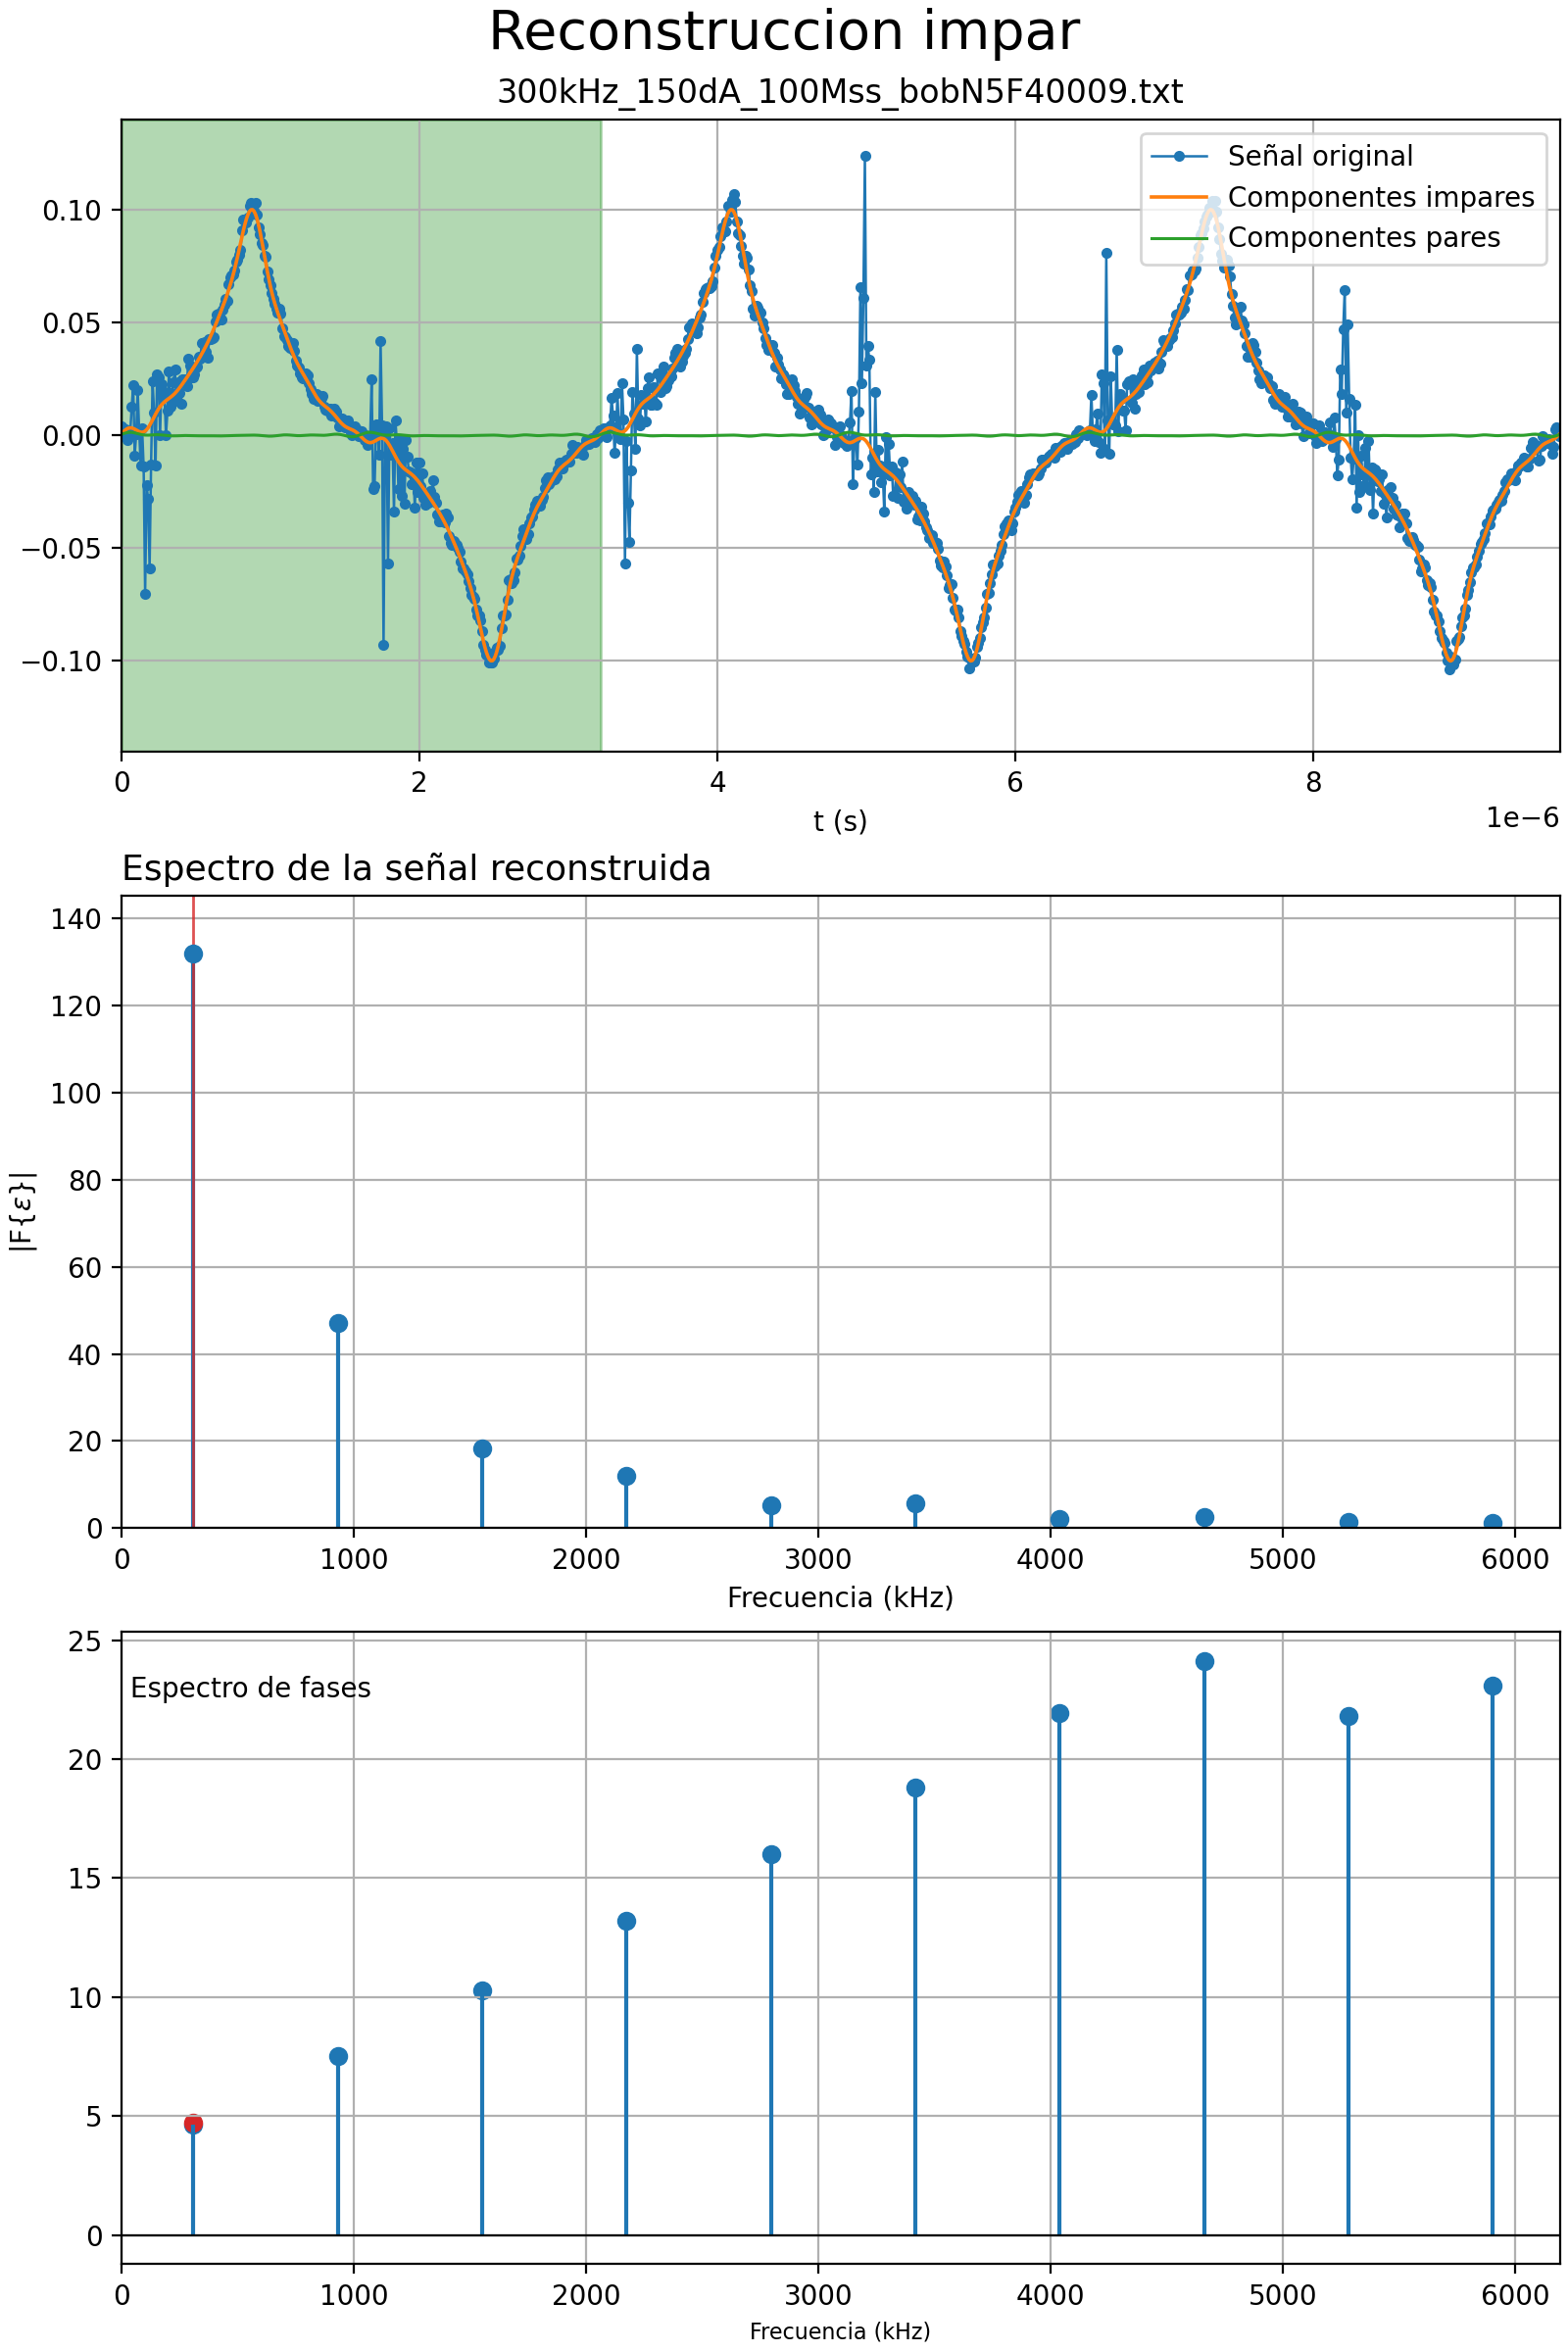 Reconstruccion impar
300kHz_150dA_100Mss_bobN5F40009.txt
Señal original
Componentes impares
Componentes pares
0.10
0.05
0.00
−0.05
−0.10
0 2 4 6 8
1e−6
t (s)
Espectro de la señal reconstruida
140
120
100
80
60
40
20
0
|F{ε}|
0 1000 2000 3000 4000 5000 6000
Frecuencia (kHz)
25
Espectro de fases
20
15
10
5
0
0 1000 2000 3000 4000 5000 6000
Frecuencia (kHz)